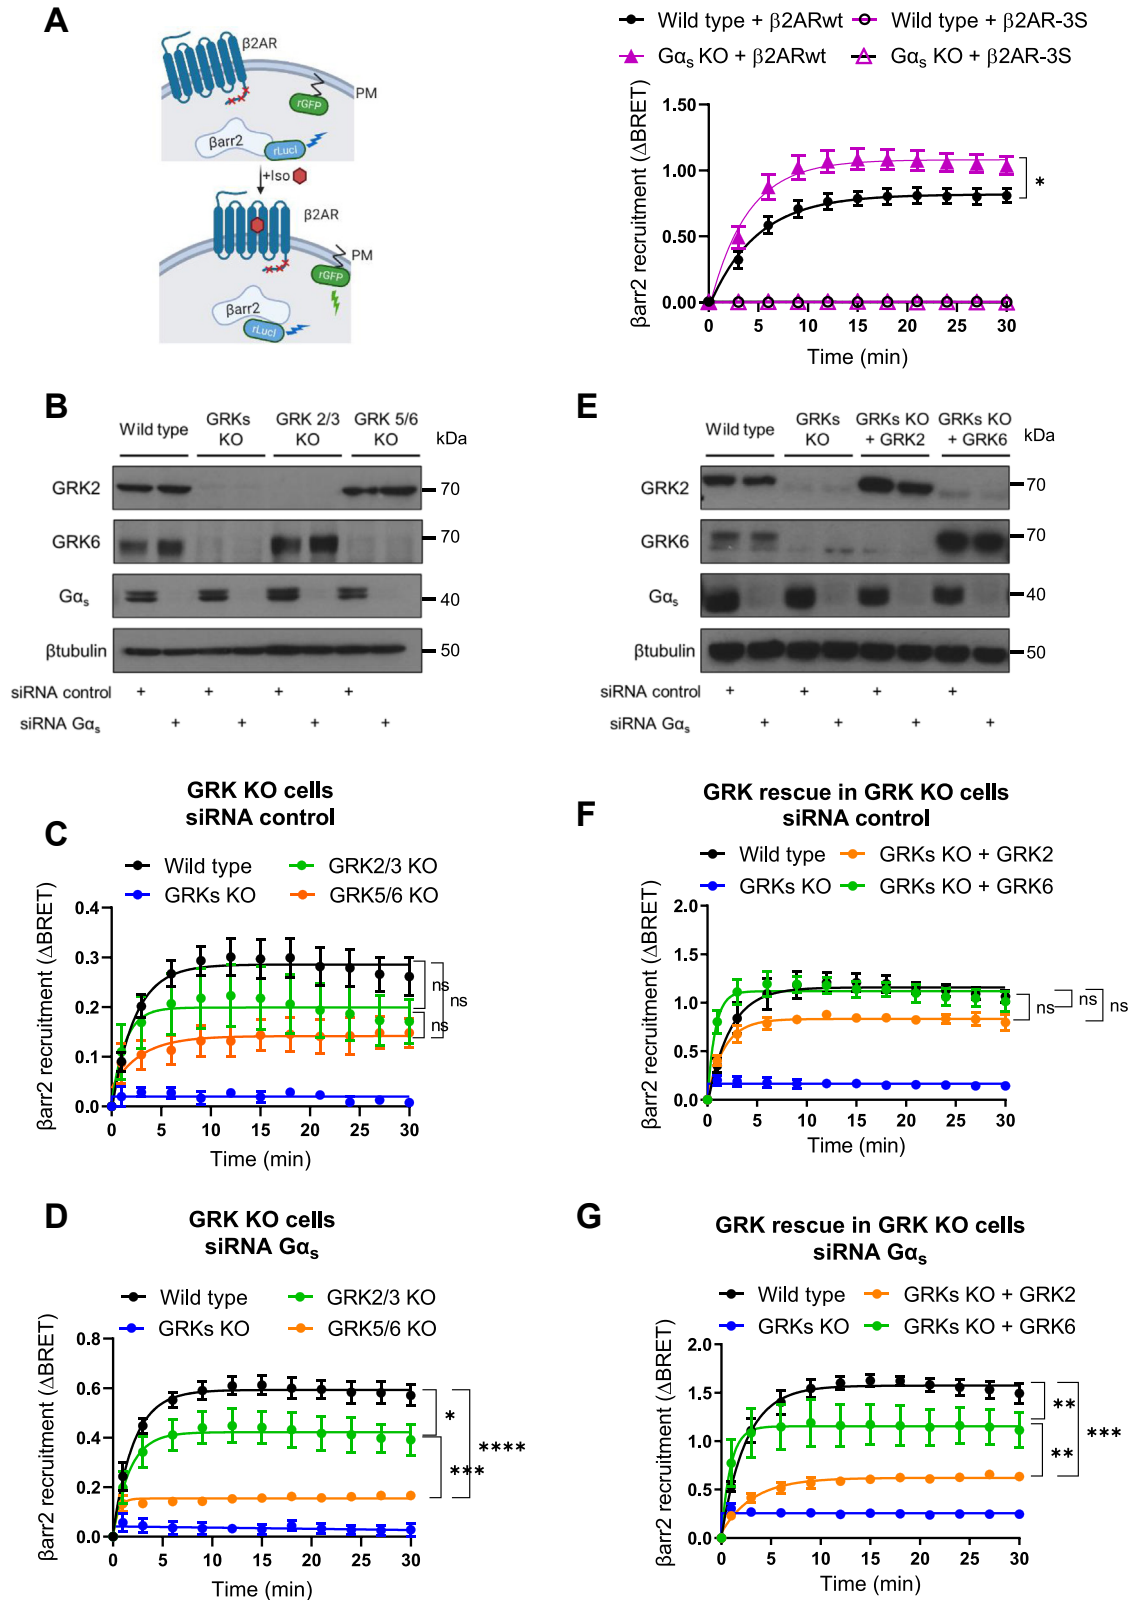 A
β2AR
PM
rGFP
βarr2
rLucI
+Iso
β2AR
PM
rGFP
βarr2
rLucI
Wild type + β2ARwt
Wild type + β2AR-3S
Gαs KO + β2ARwt
Gαs KO + β2AR-3S
βarr2 recruitment (ΔBRET)
1.50
1.00
0.50
0.00
0 5 10 15 20 25 30
Time (min)
*
B
Wild type
GRKs KO
GRK 2/3 KO
GRK 5/6 KO
kDa
GRK2
70
GRK6
70
Gαs
40
βtubulin
50
siRNA control + + + +
siRNA Gαs + + + +
E
Wild type
GRKs KO
GRKs KO + GRK2
GRKs KO + GRK6
kDa
GRK2
70
GRK6
70
Gαs
40
βtubulin
50
siRNA control + + + +
siRNA Gαs + + + +
GRK KO cells
siRNA control
C
Wild type
GRK2/3 KO
GRKs KO
GRK5/6 KO
βarr2 recruitment (ΔBRET)
0.4
0.3
0.2
0.1
0.0
0 5 10 15 20 25 30
Time (min)
ns
ns
ns
GRK rescue in GRK KO cells
siRNA control
F
Wild type
GRKs KO + GRK2
GRKs KO
GRKs KO + GRK6
βarr2 recruitment (ΔBRET)
2.0
1.5
1.0
0.5
0.0
0 5 10 15 20 25 30
Time (min)
ns
ns
ns
D
GRK KO cells
siRNA Gαs
Wild type
GRK2/3 KO
GRKs KO
GRK5/6 KO
βarr2 recruitment (ΔBRET)
0.8
0.6
0.4
0.2
0.0
0 5 10 15 20 25 30
Time (min)
*
***
****
G
GRK rescue in GRK KO cells
siRNA Gαs
Wild type
GRKs KO + GRK2
GRKs KO
GRKs KO + GRK6
βarr2 recruitment (ΔBRET)
2.0
1.5
1.0
0.5
0.0
0 5 10 15 20 25 30
Time (min)
**
**
***